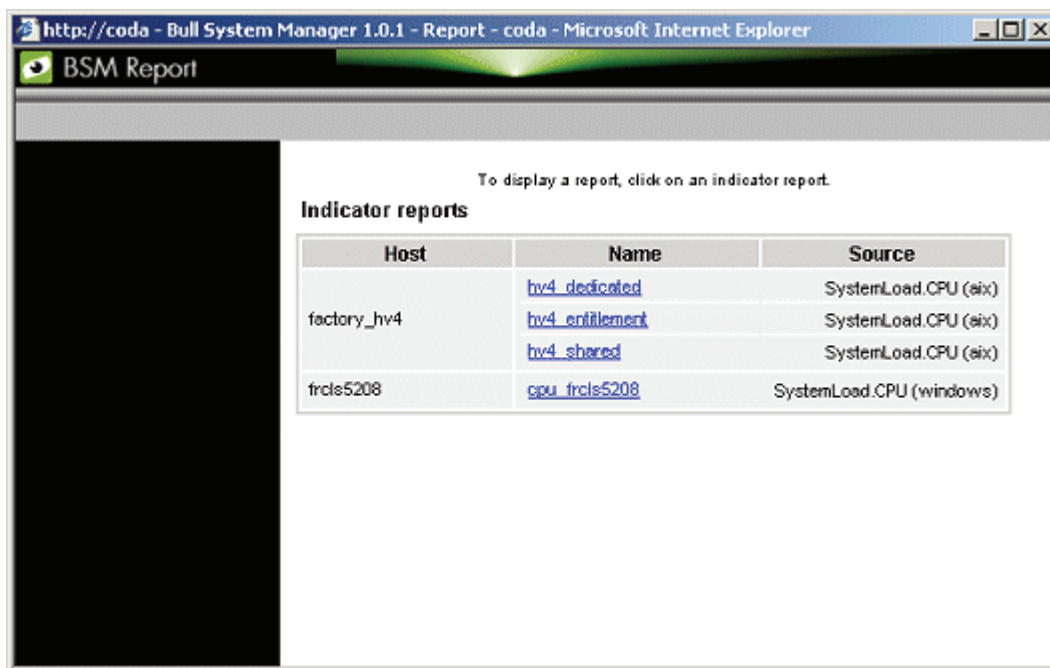 http://coda - Bull System Manager 1.0.1 - Report - coda - Microsoft Internet Explorer
BSM Report
To display a report, click on an indicator report.
Indicator reports
Host Name Source
hv4_dedicated SystemLoad.CPU (aix)
factory_hv4 hv4_entitlement SystemLoad.CPU (aix)
hv4_shared SystemLoad.CPU (aix)
frcls5208 cpu_frcls5208 SystemLoad.CPU (windows)